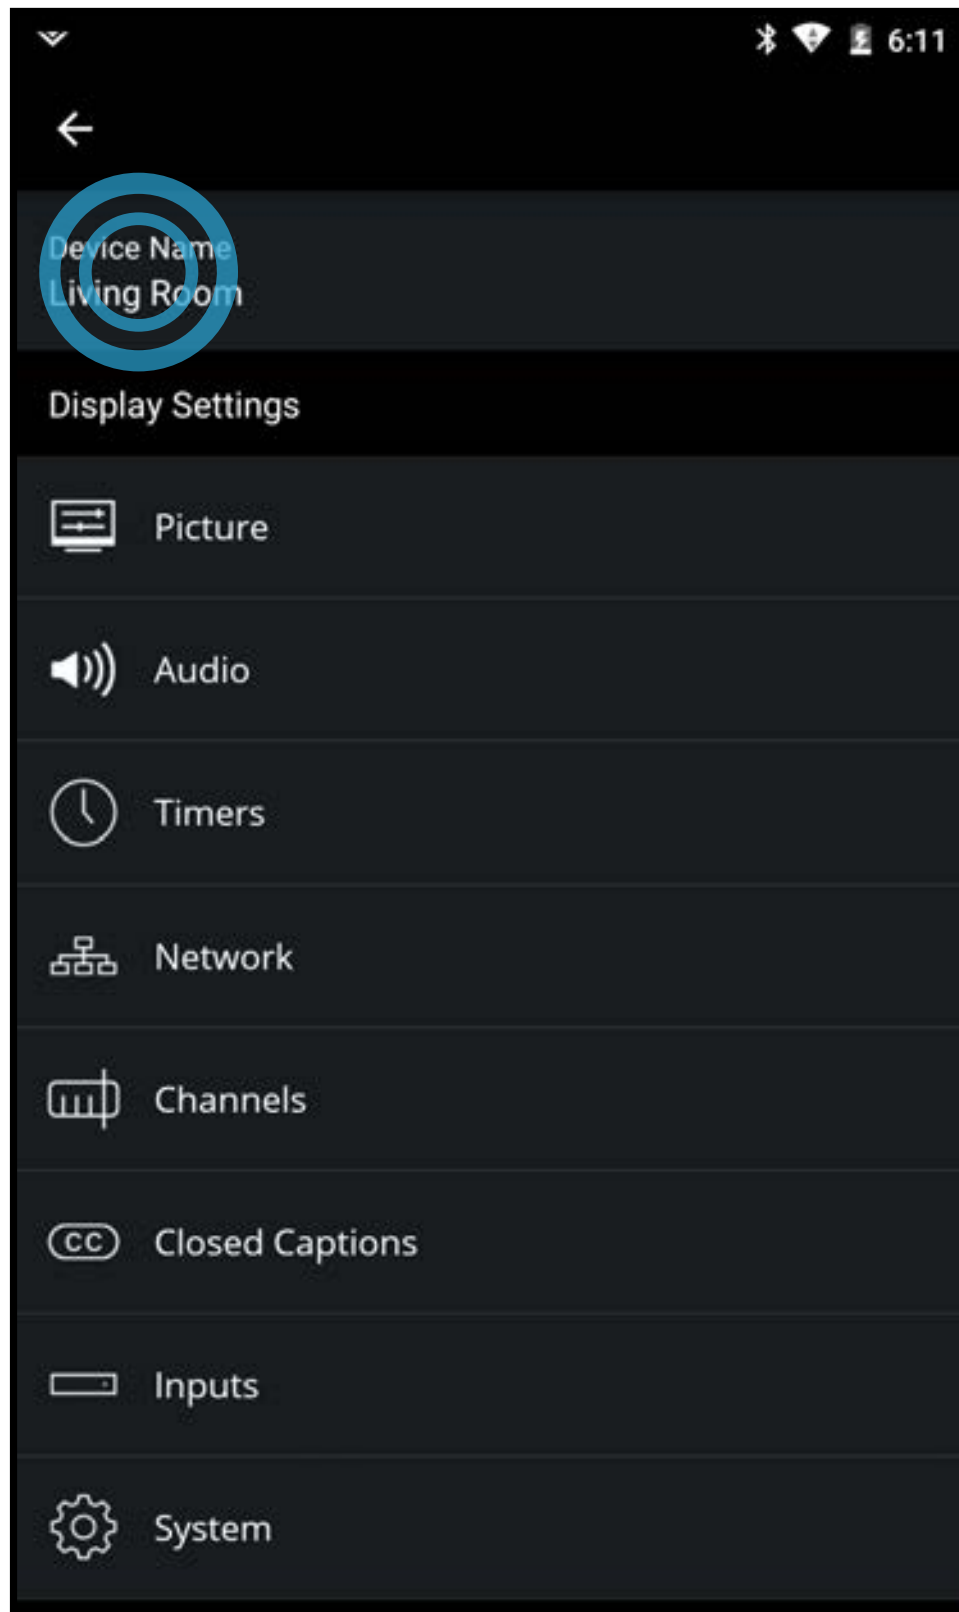 6:11
Device Name
Living Room
Display Settings
Picture
Audio
Timers
Network
Channels
CC Closed Captions
Inputs
System